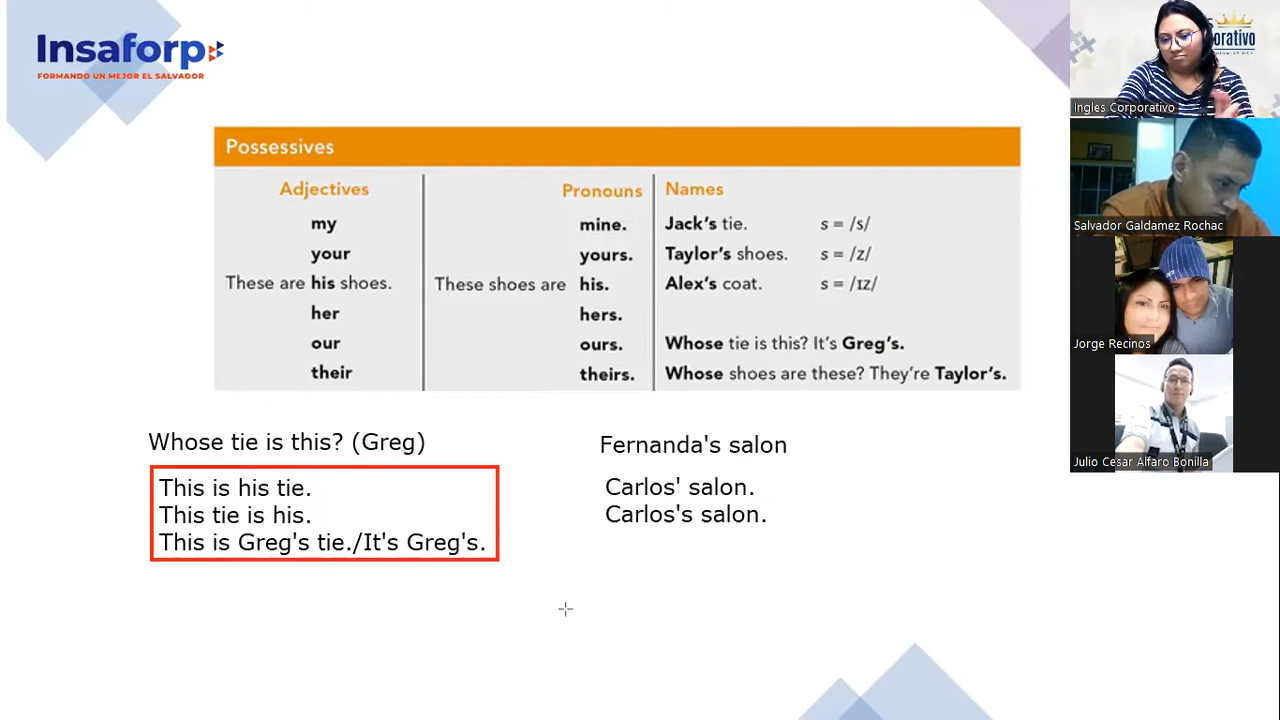 Insaforp
FORMANDO UN MEJOR EL SALVADOR
Possessives
Adjectives
my
your
These are his shoes.
her
our
their
Pronouns
mine.
yours.
These shoes are his.
hers.
ours.
theirs.
Names
Jack's tie. s = /s/
Taylor's shoes. s = /z/
Alex's coat. s = /ɪz/
Whose tie is this? It's Greg's.
Whose shoes are these? They're Taylor's.
Whose tie is this? (Greg)
This is his tie.
This tie is his.
This is Greg's tie./It's Greg's.
Fernanda's salon
Carlos' salon.
Carlos's salon.
Ingles Corporativo
Salvador Galdamez Rochac
Jorge Recinos
Julio Cesar Alfaro Bonilla